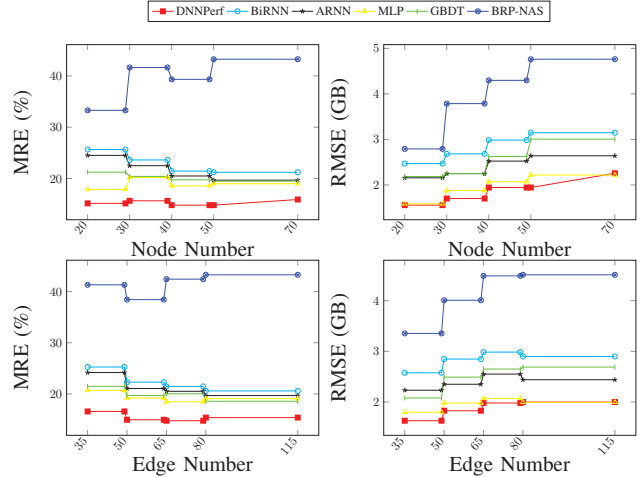 DNNPerf BiRNN ARNN MLP GBDT BRP-NAS
MRE (%)
40
20
20 30 40 50 70
Node Number
RMSE (GB)
5
4
3
2
20 30 40 50 70
Node Number
MRE (%)
40
20
35 50 65 80 115
Edge Number
RMSE (GB)
4
3
2
35 50 65 80 115
Edge Number